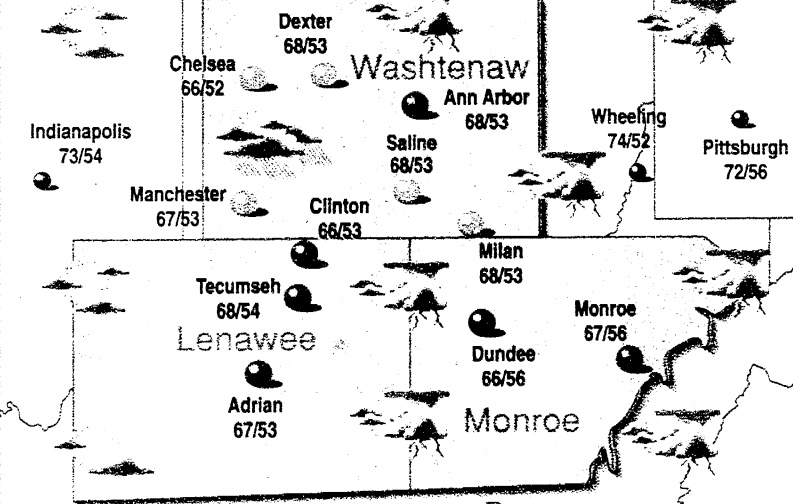 Dexter
68/53
Chelsea
66/52
Washtenaw
Ann Arbor
68/53
Wheeling
74/52
Indianapolis
73/54
Saline
68/53
Pittsburgh
72/56
Manchester
67/53
Clinton
66/53
Milan
68/53
Tecumseh
68/54
Monroe
67/56
Lenawee
Dundee
66/56
Adrian
67/53
Monroe